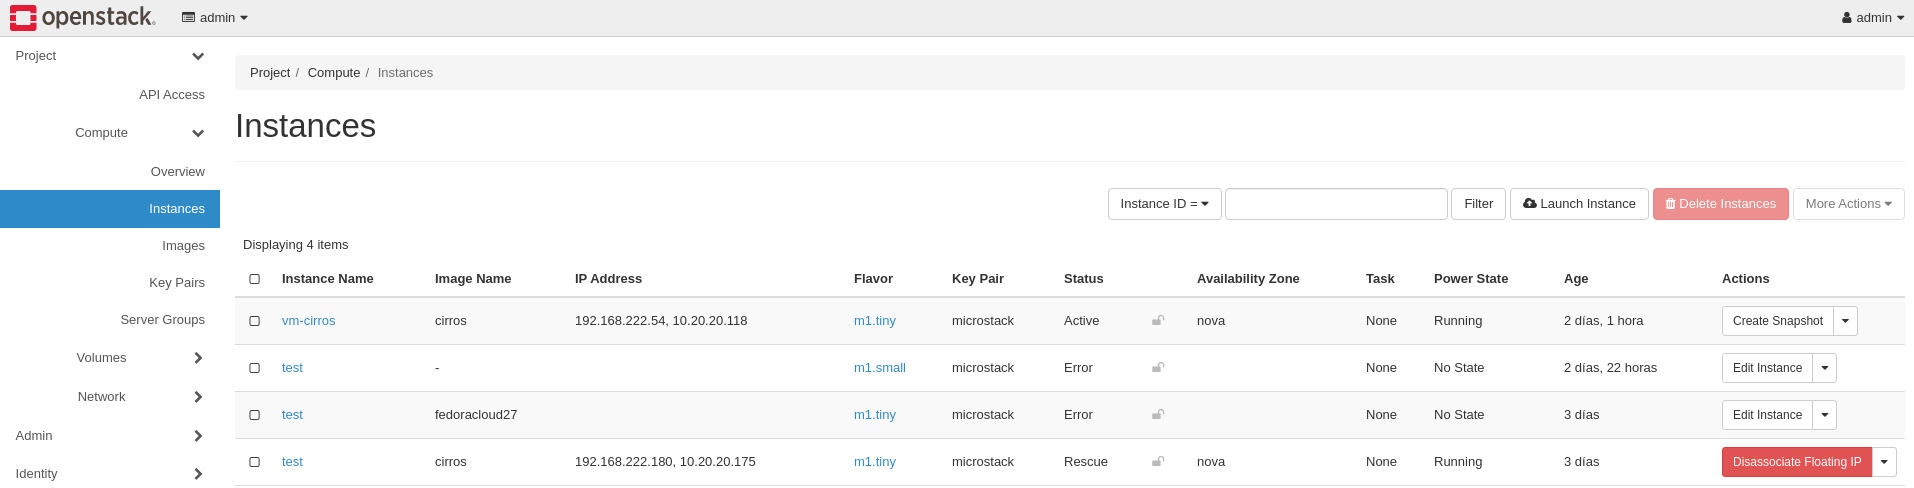 openstack. admin admin
Project
API Access
Compute
Overview
Instances
Images
Key Pairs
Server Groups
Volumes
Network
Admin
Identity
Project / Compute / Instances
Instances
Instance ID = Filter Launch Instance Delete Instances More Actions
Displaying 4 items
Instance Name Image Name IP Address Flavor Key Pair Status Availability Zone Task Power State Age Actions
vm-cirros cirros 192.168.222.54, 10.20.20.118 m1.tiny microstack Active nova None Running 2 días, 1 hora Create Snapshot
test - m1.small microstack Error None No State 2 días, 22 horas Edit Instance
test fedoracloud27 m1.tiny microstack Error None No State 3 días Edit Instance
test cirros 192.168.222.180, 10.20.20.175 m1.tiny microstack Rescue nova None Running 3 días Disassociate Floating IP